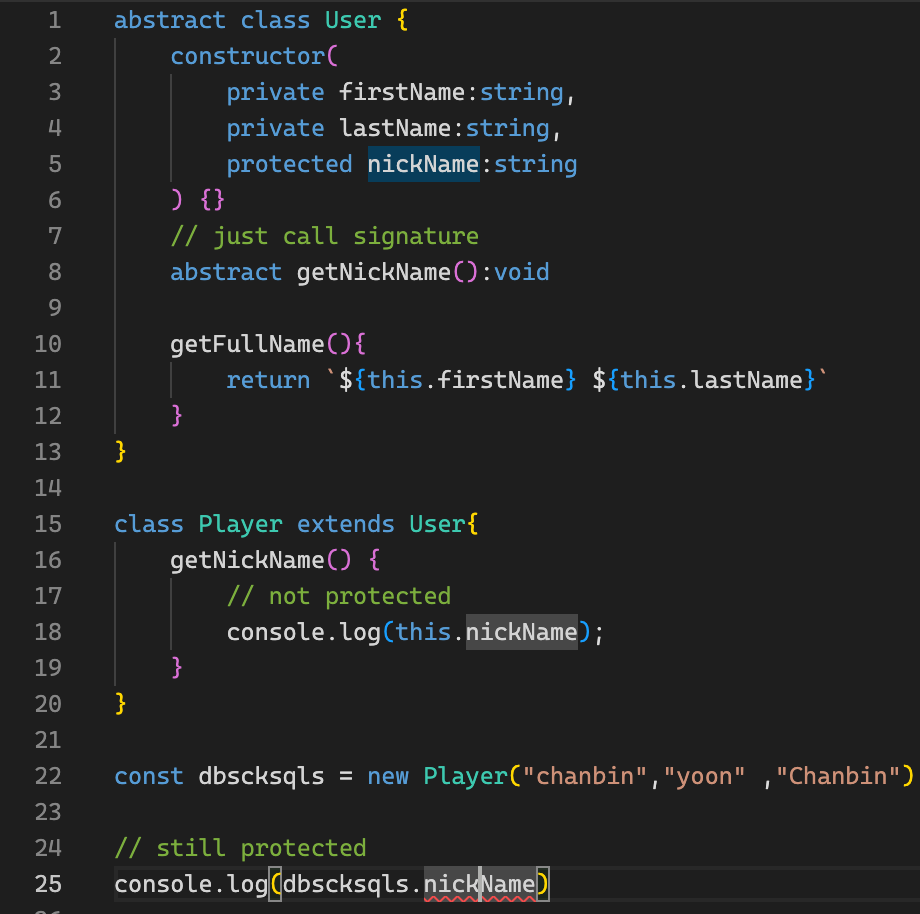 1 abstract class User {
2 constructor(
3 private firstName:string,
4 private lastName:string,
5 protected nickName:string
6 ) {}
7 // just call signature
8 abstract getNickName():void
9
10 getFullName(){
11 return `${this.firstName} ${this.lastName}`
12 }
13 }
14
15 class Player extends User{
16 getNickName() {
17 // not protected
18 console.log(this.nickName);
19 }
20 }
21
22 const dbscksqls = new Player("chanbin","yoon" ,"Chanbin")
23
24 // still protected
25 console.log(dbscksqls.nickName)